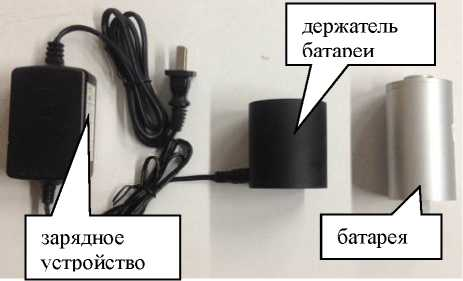 держатель
батареи
зарядное
устройство
батарея